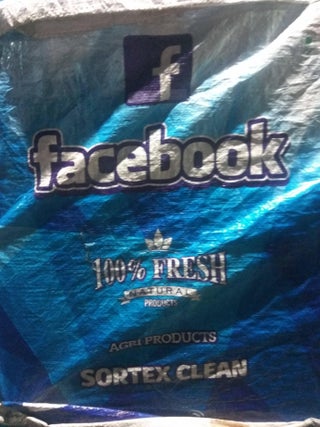 f
facebook
100% FRESH
NATURAL
PRODUCTS
AGRI PRODUCTS
SORTEX CLEAN